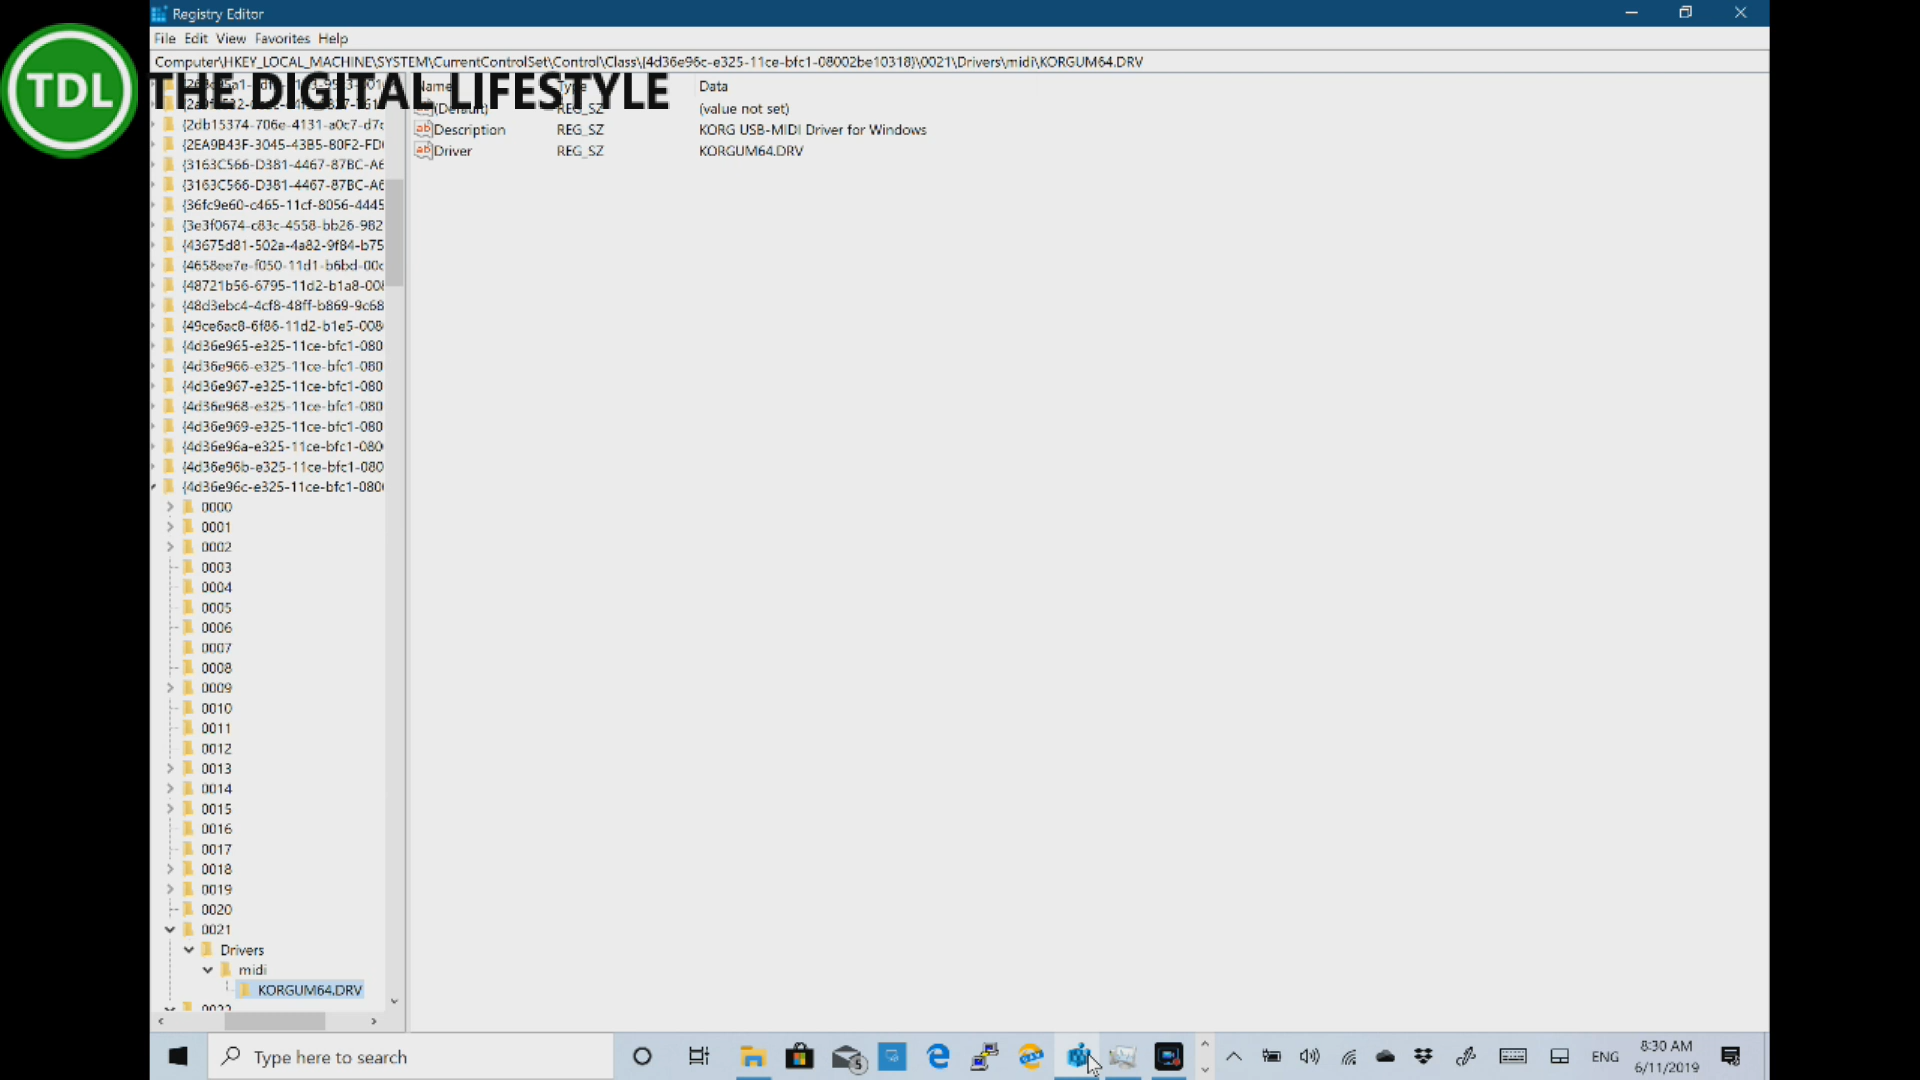 Registry Editor
File Edit View Favorites Help
Computer\HKEY_LOCAL_MACHINE\SYSTEM\CurrentControlSet\Control\Class\{4d36e96c-e325-11ce-bfc1-08002be10318}\0021\Drivers\midi\KORGUM64.DRV
TDL
THE DIGITAL LIFESTYLE
Name Type Data
(Default) REG_SZ (value not set)
Description REG_SZ KORG USB-MIDI Driver for Windows
Driver REG_SZ KORGUM64.DRV
{2db15374-706e-4131-a0c7-d7c
{2EA9B43F-3045-43B5-80F2-FD
{3163C566-D381-4467-87BC-A6
{3163C566-D381-4467-87BC-A6
{36fc9e60-c465-11cf-8056-4445
{3e3f0674-c83c-4558-bb26-982
{43675d81-502a-4a82-9f84-b75
{4658ee7e-f050-11d1-b6bd-00c
{48721b56-6795-11d2-b1a8-008
{48d3ebc4-4cf8-48ff-b869-9c68
{49ce6ac8-6f86-11d2-b1e5-008
{4d36e965-e325-11ce-bfc1-080
{4d36e966-e325-11ce-bfc1-080
{4d36e967-e325-11ce-bfc1-080
{4d36e968-e325-11ce-bfc1-080
{4d36e969-e325-11ce-bfc1-080
{4d36e96a-e325-11ce-bfc1-080
{4d36e96b-e325-11ce-bfc1-080
{4d36e96c-e325-11ce-bfc1-080
0000
0001
0002
0003
0004
0005
0006
0007
0008
0009
0010
0011
0012
0013
0014
0015
0016
0017
0018
0019
0020
0021
Drivers
midi
KORGUM64.DRV
0022
Type here to search
5
ENG
8:30 AM
6/11/2019